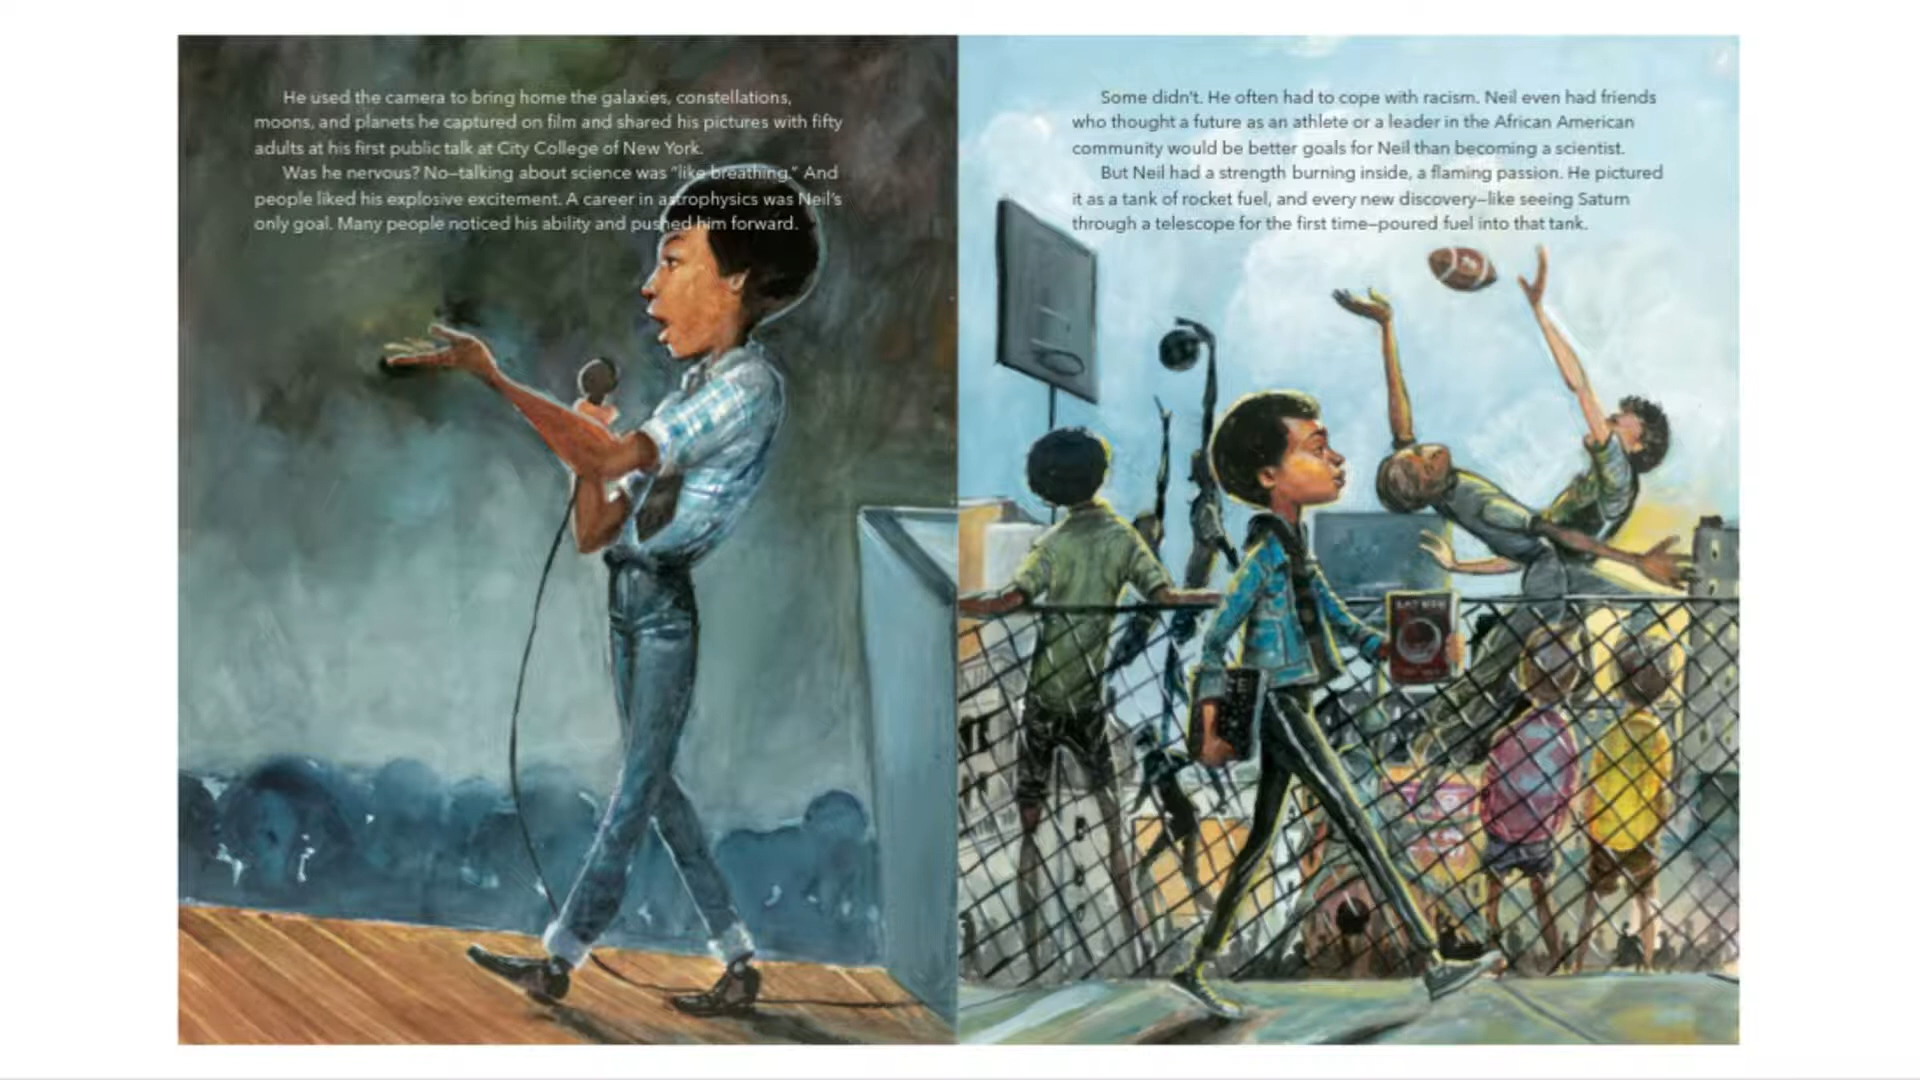 He used the camera to bring home the galaxies, constellations,
moons, and planets he captured on film and shared his pictures with fifty
adults at his first public talk at City College of New York.
Was he nervous? No—talking about science was “like breathing.” And
people liked his explosive excitement. A career in astrophysics was Neil’s
only goal. Many people noticed his ability and pushed him forward.
Some didn’t. He often had to cope with racism. Neil even had friends
who thought a future as an athlete or a leader in the African American
community would be better goals for Neil than becoming a scientist.
But Neil had a strength burning inside, a flaming passion. He pictured
it as a tank of rocket fuel, and every new discovery—like seeing Saturn
through a telescope for the first time—poured fuel into that tank.